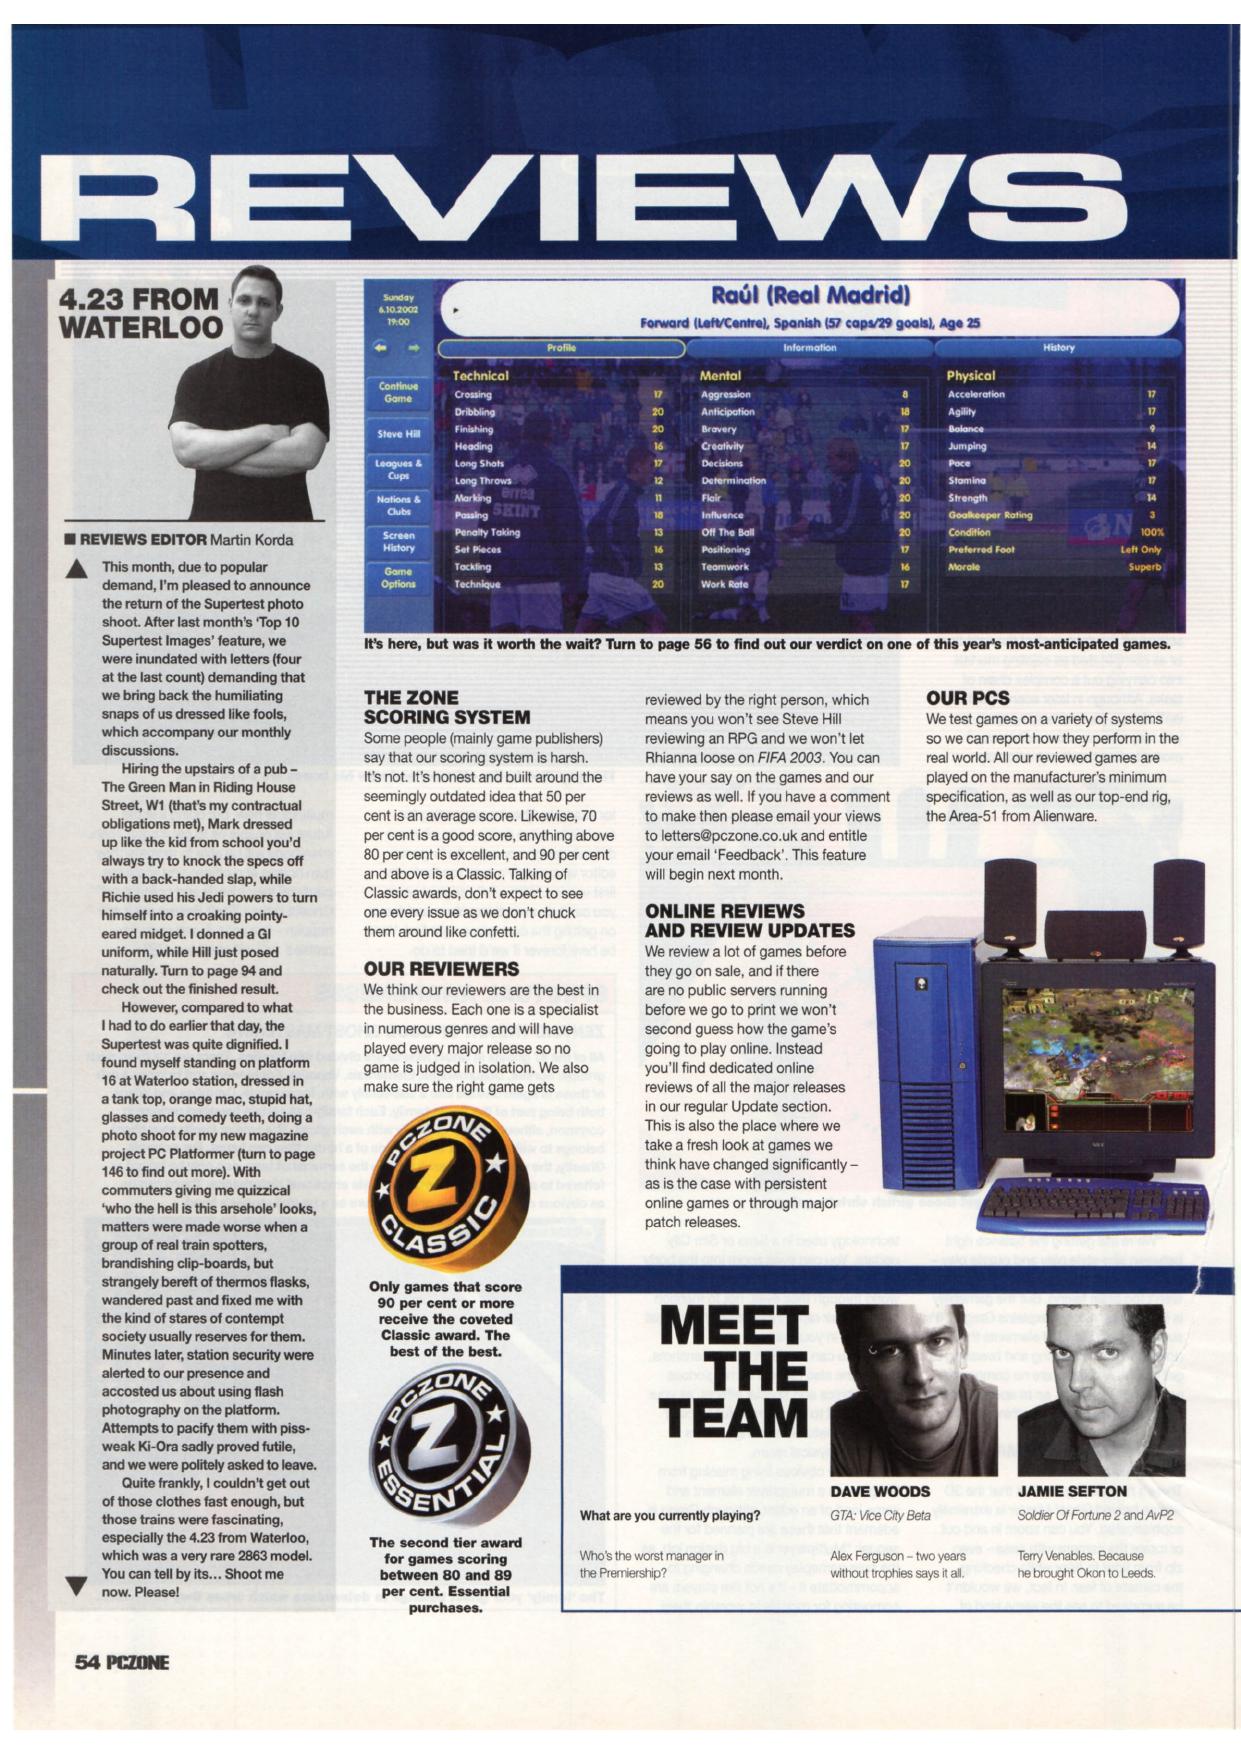 REVIEWS
4.23 FROM
WATERLOO
■ REVIEWS EDITOR Martin Korda
This month, due to popular
demand, I'm pleased to announce
the return of the Supertest photo
shoot. After last month's 'Top 10
Supertest Images' feature, we
were inundated with letters (four
at the last count) demanding that
we bring back the humiliating
snaps of us dressed like fools,
which accompany our monthly
discussions.
Hiring the upstairs of a pub –
The Green Man in Riding House
Street, W1 (that's my contractual
obligations met), Mark dressed
up like the kid from school you'd
always try to knock the specs off
with a back-handed slap, while
Richie used his Jedi powers to turn
himself into a croaking pointy-
eared midget. I donned a GI
uniform, while Hill just posed
naturally. Turn to page 94 and
check out the finished result.
However, compared to what
I had to do earlier that day, the
Supertest was quite dignified. I
found myself standing on platform
16 at Waterloo station, dressed in
a tank top, orange mac, stupid hat,
glasses and comedy teeth, doing a
photo shoot for my new magazine
project PC Platformer (turn to page
146 to find out more). With
commuters giving me quizzical
'who the hell is this arsehole' looks,
matters were made worse when a
group of real train spotters,
brandishing clip-boards, but
strangely bereft of thermos flasks,
wandered past and fixed me with
the kind of stares of contempt
society usually reserves for them.
Minutes later, station security were
alerted to our presence and
accosted us about using flash
photography on the platform.
Attempts to pacify them with piss-
weak Ki-Ora sadly proved futile,
and we were politely asked to leave.
Quite frankly, I couldn't get out
of those clothes fast enough, but
those trains were fascinating,
especially the 4.23 from Waterloo,
which was a very rare 2863 model.
You can tell by its... Shoot me
now. Please!
Sunday
6.10.2002
19:00
Continue
Game
Steve Hill
Leagues &
Cups
Nations &
Clubs
Screen
History
Game
Options
Raúl (Real Madrid)
Forward (Left/Centre), Spanish (57 caps/29 goals), Age 25
Profile Information History
Technical
Crossing 17
Dribbling 20
Finishing 20
Heading 16
Long Shots 17
Long Throws 12
Marking 11
Passing 18
Penalty Taking 13
Set Pieces 16
Tackling 13
Technique 20
Mental
Aggression 8
Anticipation 18
Bravery 17
Creativity 17
Decisions 20
Determination 20
Flair 20
Influence 20
Off The Ball 20
Positioning 17
Teamwork 16
Work Rate 17
Physical
Acceleration 17
Agility 17
Balance 9
Jumping 14
Pace 17
Stamina 17
Strength 14
Goalkeeper Rating 3
Condition 100%
Preferred Foot Left Only
Morale Superb
It's here, but was it worth the wait? Turn to page 56 to find out our verdict on one of this year's most-anticipated games.
THE ZONE
SCORING SYSTEM
Some people (mainly game publishers)
say that our scoring system is harsh.
It's not. It's honest and built around the
seemingly outdated idea that 50 per
cent is an average score. Likewise, 70
per cent is a good score, anything above
80 per cent is excellent, and 90 per cent
and above is a Classic. Talking of
Classic awards, don't expect to see
one every issue as we don't chuck
them around like confetti.
OUR REVIEWERS
We think our reviewers are the best in
the business. Each one is a specialist
in numerous genres and will have
played every major release so no
game is judged in isolation. We also
make sure the right game gets
reviewed by the right person, which
means you won't see Steve Hill
reviewing an RPG and we won't let
Rhianna loose on FIFA 2003. You can
have your say on the games and our
reviews as well. If you have a comment
to make then please email your views
to letters@pczone.co.uk and entitle
your email 'Feedback'. This feature
will begin next month.
ONLINE REVIEWS
AND REVIEW UPDATES
We review a lot of games before
they go on sale, and if there
are no public servers running
before we go to print we won't
second guess how the game's
going to play online. Instead
you'll find dedicated online
reviews of all the major releases
in our regular Update section.
This is also the place where we
take a fresh look at games we
think have changed significantly –
as is the case with persistent
online games or through major
patch releases.
OUR PCS
We test games on a variety of systems
so we can report how they perform in the
real world. All our reviewed games are
played on the manufacturer's minimum
specification, as well as our top-end rig,
the Area-51 from Alienware.
PCZONE
Z
CLASSIC
Only games that score
90 per cent or more
receive the coveted
Classic award. The
best of the best.
PCZONE
Z
ESSENTIAL
The second tier award
for games scoring
between 80 and 89
per cent. Essential
purchases.
MEET
THE
TEAM
DAVE WOODS JAMIE SEFTON
What are you currently playing? GTA: Vice City Beta Soldier Of Fortune 2 and AvP2
Who's the worst manager in
the Premiership?
Alex Ferguson – two years
without trophies says it all.
Terry Venables. Because
he brought Okon to Leeds.
54 PCZONE